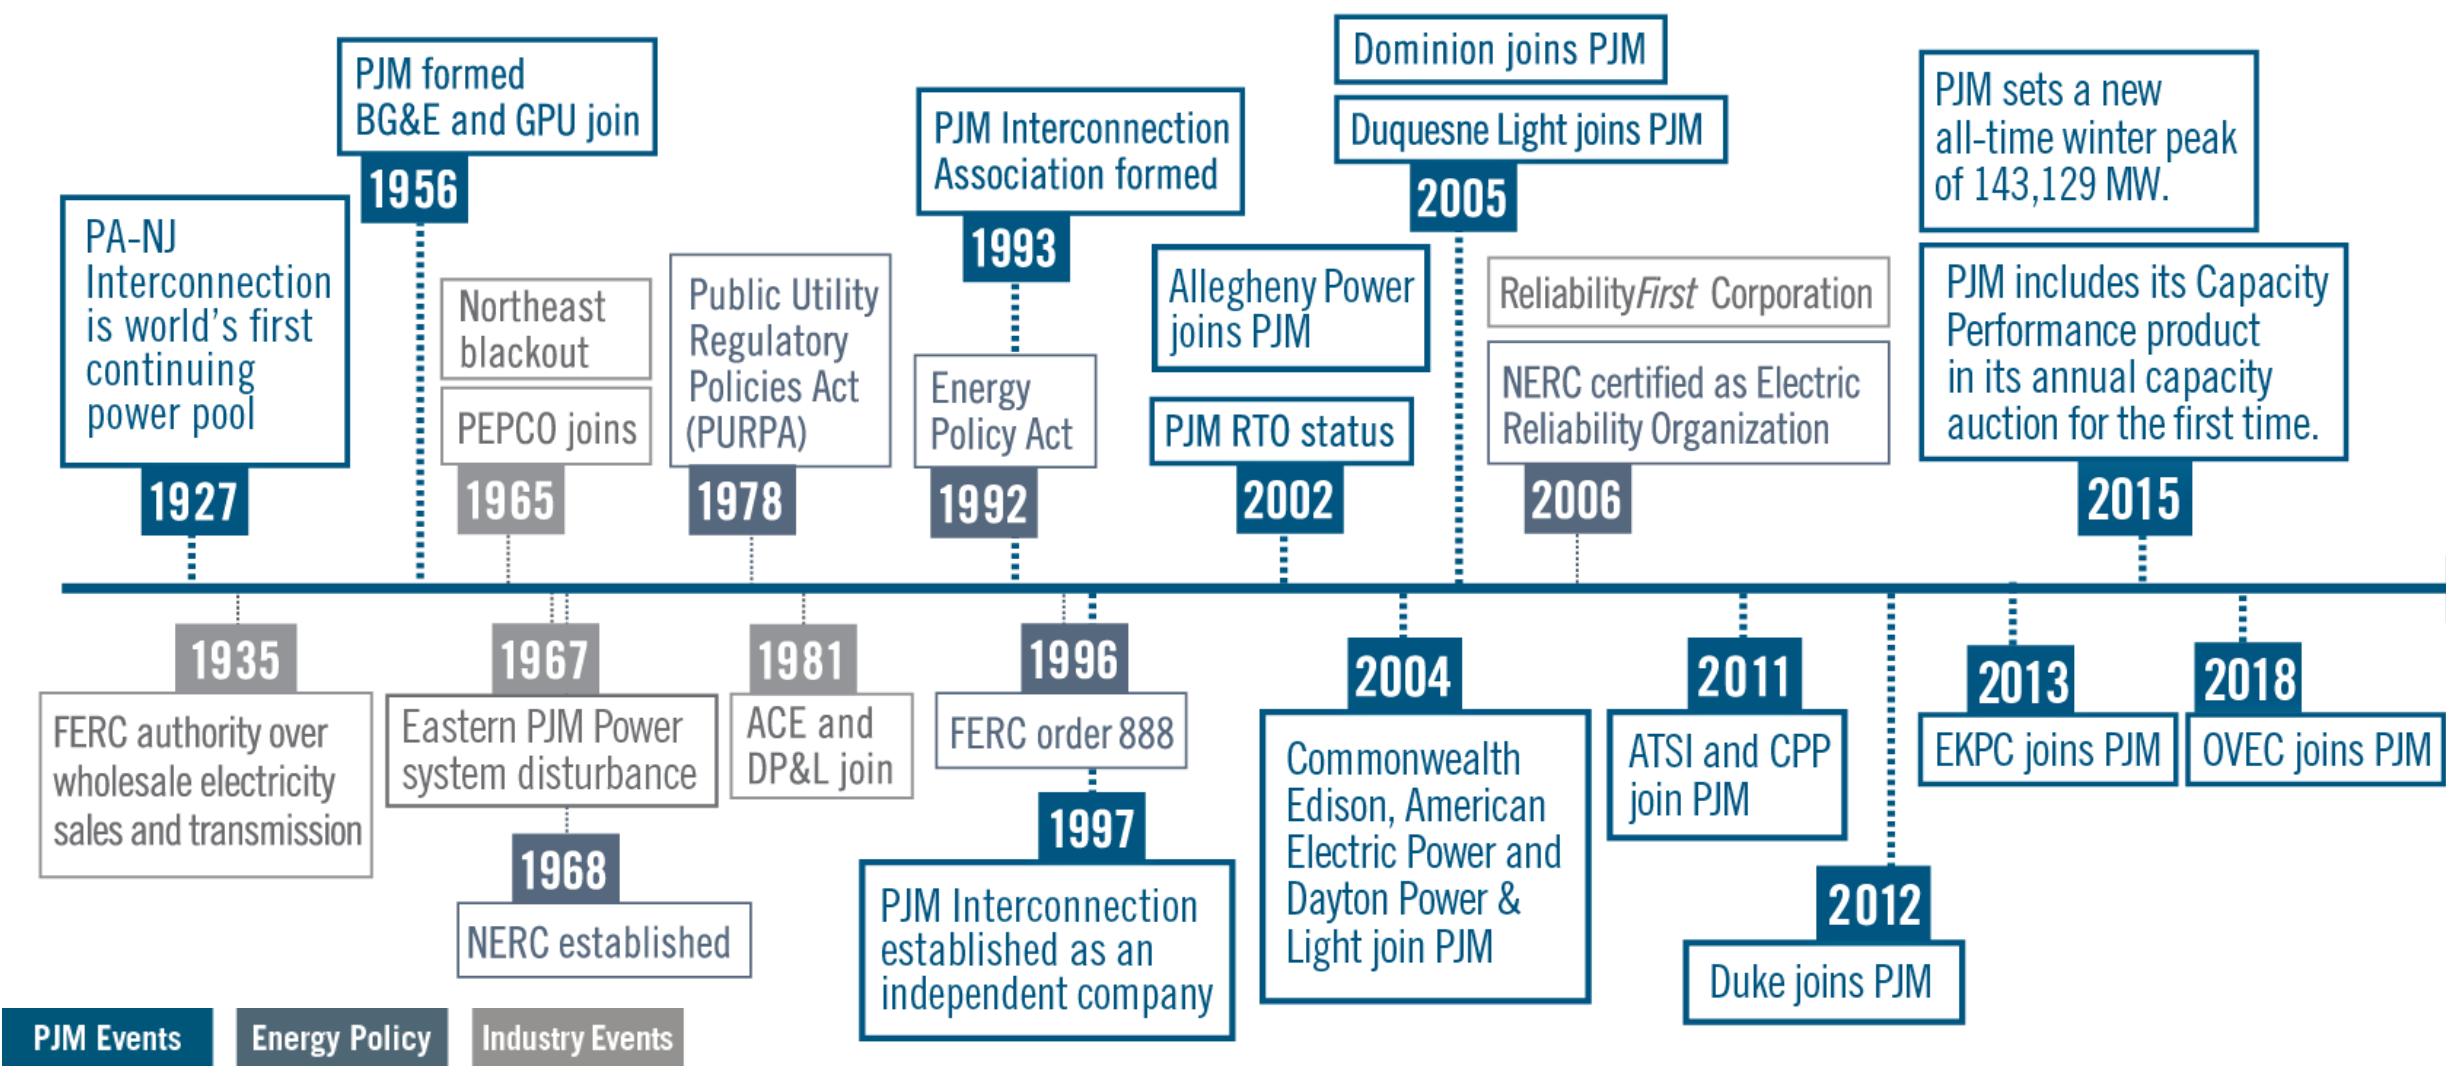 PJM formed
BG&E and GPU join
1956
PA-NJ
Interconnection
is world's first
continuing
power pool
1927
Northeast
blackout
PEPCO joins
1965
Public Utility
Regulatory
Policies Act
(PURPA)
1978
PJM Interconnection
Association formed
1993
Energy
Policy Act
1992
Allegheny Power
joins PJM
PJM RTO status
2002
Dominion joins PJM
Duquesne Light joins PJM
2005
ReliabilityFirst Corporation
NERC certified as Electric
Reliability Organization
2006
PJM sets a new
all-time winter peak
of 143,129 MW.
PJM includes its Capacity
Performance product
in its annual capacity
auction for the first time.
2015
1935
FERC authority over
wholesale electricity
sales and transmission
1967
Eastern PJM Power
system disturbance
1968
NERC established
1981
ACE and
DP&L join
1996
FERC order 888
1997
PJM Interconnection
established as an
independent company
2004
Commonwealth
Edison, American
Electric Power and
Dayton Power &
Light join PJM
2011
ATSI and CPP
join PJM
2012
Duke joins PJM
2013
EKPC joins PJM
2018
OVEC joins PJM
PJM Events
Energy Policy
Industry Events